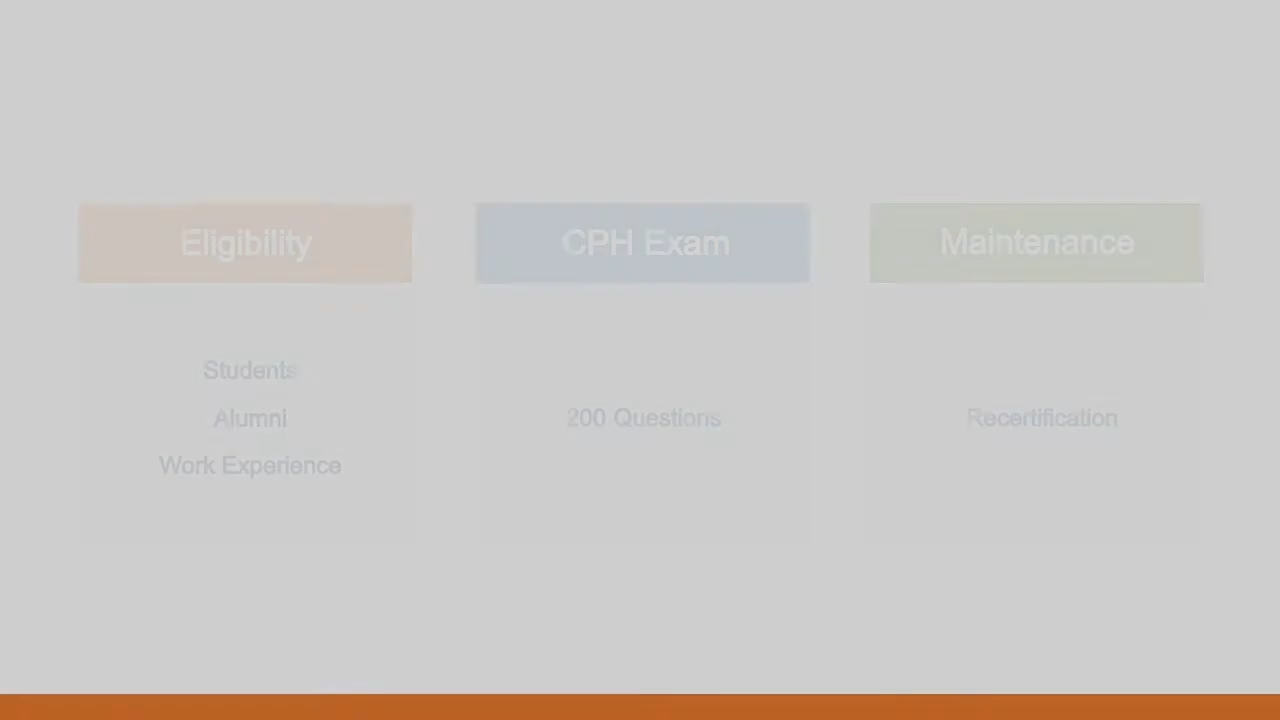 Eligibility
Students
Alumni
Work Experience
CPH Exam
200 Questions
Maintenance
Recertification